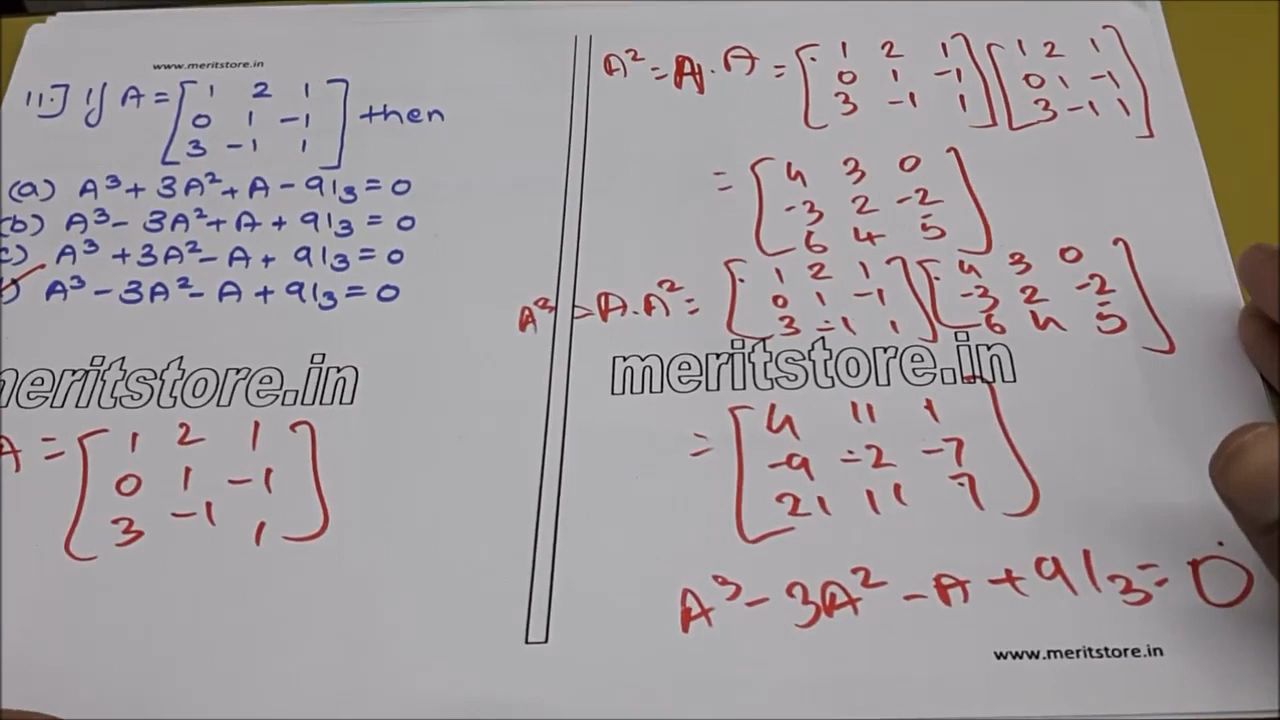 www.meritstore.in
11.] If A = [ 1 2 1
0 1 -1
3 -1 1 ] then
(a) A³ + 3A² + A - 9I₃ = 0
(b) A³ - 3A² + A + 9I₃ = 0
c) A³ + 3A² - A + 9I₃ = 0
) A³ - 3A² - A + 9I₃ = 0
meritstore.in
A = [ 1 2 1
0 1 -1
3 -1 1 ]
A² = A . A = [ 1 2 1 ] [ 1 2 1
0 1 -1 0 1 -1
3 -1 1 3 -1 1 ]
= [ 4 3 0
-3 2 -2
6 4 5 ]
A³ = A . A² = [ 1 2 1 ] [ 4 3 0
0 1 -1 -3 2 -2
3 -1 1 6 4 5 ]
meritstore.in
= [ 4 11 1
-9 -2 -7
21 11 7 ]
A³ - 3A² - A + 9I₃ = 0
www.meritstore.in